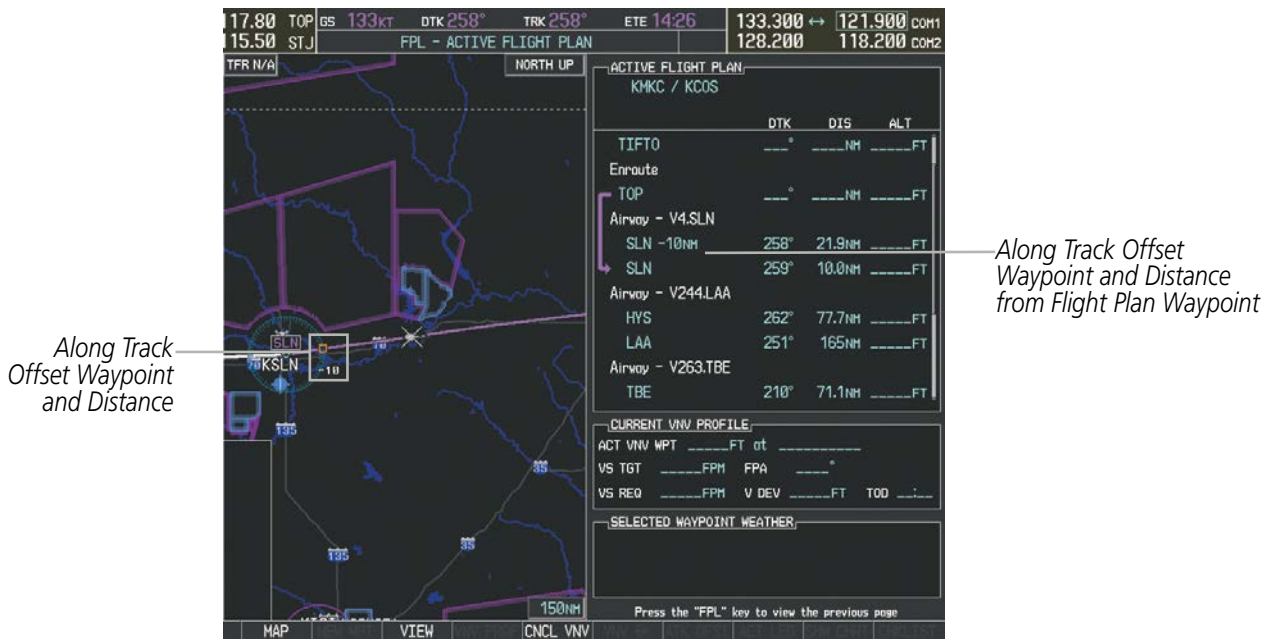 117.80 TOP GS 133KT DTK 258° TRK 258° ETE 14:26 133.300 ↔ 121.900 COM1
115.50 STJ FPL - ACTIVE FLIGHT PLAN 128.200 118.200 COM2
TFR N/A NORTH UP
ACTIVE FLIGHT PLAN
KMKC / KCOS
DTK DIS ALT
TIFTO ___° ____NM _____FT
Enroute
TOP ___° ____NM _____FT
Airway - V4.SLN
SLN -10NM 258° 21.9NM _____FT
SLN 259° 10.0NM _____FT
Airway - V244.LAA
HYS 262° 77.7NM _____FT
LAA 251° 165NM _____FT
Airway - V263.TBE
TBE 210° 71.1NM _____FT
Along Track Offset
Waypoint and Distance
from Flight Plan Waypoint
Along Track
Offset Waypoint
and Distance
SLN
KSLN
70
70
-10
135
35
35
135
150NM
CURRENT VNV PROFILE
ACT VNV WPT _____FT at __________
VS TGT _____FPM FPA ____°
VS REQ _____FPM V DEV _____FT TOD __:__
SELECTED WAYPOINT WEATHER
Press the "FPL" key to view the previous page
MAP VIEW CNCL VNV